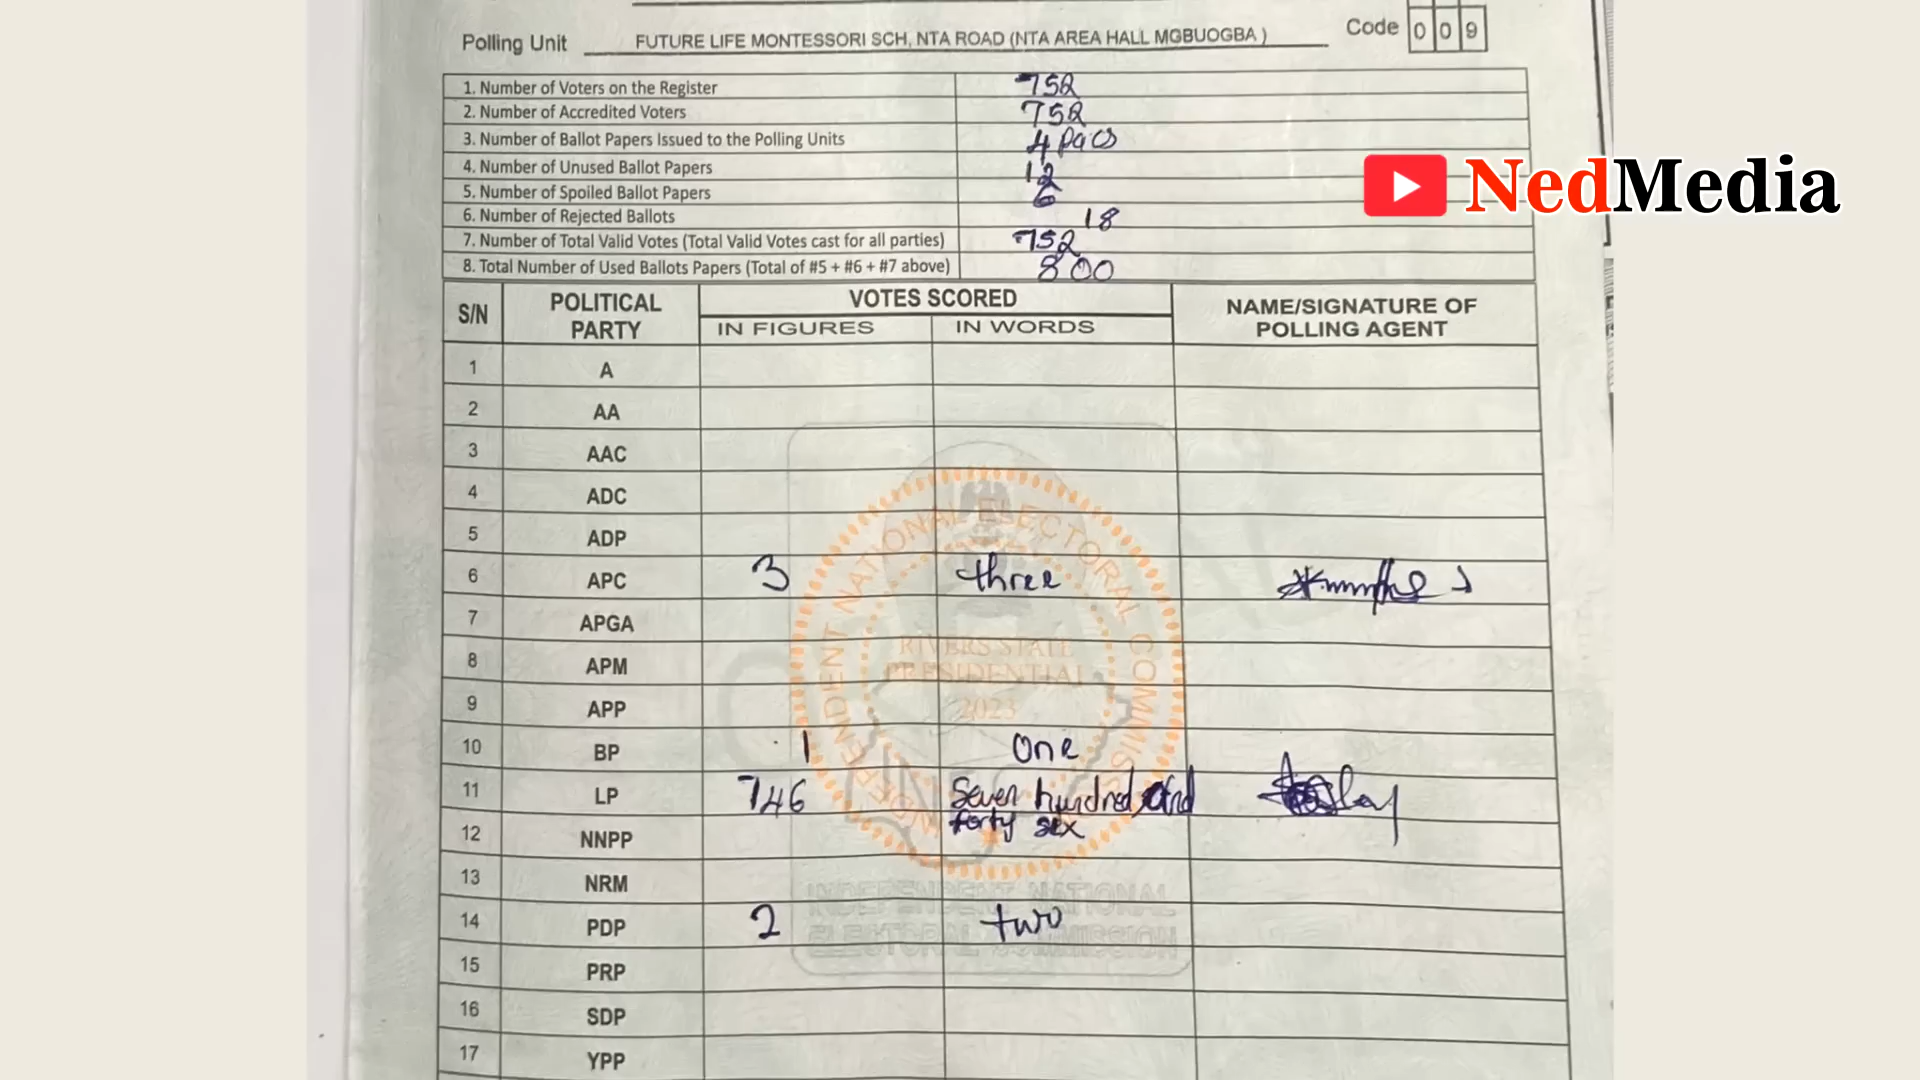 Polling Unit FUTURE LIFE MONTESSORI SCH, NTA ROAD (NTA AREA HALL MGBUOGBA ) Code 0 0 9
1. Number of Voters on the Register 752
2. Number of Accredited Voters 752
3. Number of Ballot Papers Issued to the Polling Units 4 pacs
4. Number of Unused Ballot Papers 12
5. Number of Spoiled Ballot Papers 6
6. Number of Rejected Ballots 18
7. Number of Total Valid Votes (Total Valid Votes cast for all parties) 752
8. Total Number of Used Ballots Papers (Total of #5 + #6 + #7 above) 800
NedMedia
S/N POLITICAL PARTY VOTES SCORED NAME/SIGNATURE OF POLLING AGENT
IN FIGURES IN WORDS
1 A
2 AA
3 AAC
4 ADC
5 ADP
6 APC 3 three
7 APGA
8 APM
9 APP
10 BP 1 One
11 LP 746 Seven hundred and forty sex
12 NNPP
13 NRM
14 PDP 2 two
15 PRP
16 SDP
17 YPP
INDEPENDENT NATIONAL ELECTORAL COMMISSION
RIVERS STATE
PRESIDENTIAL
2023
INDEPENDENT NATIONAL
ELECTORAL COMMISSION